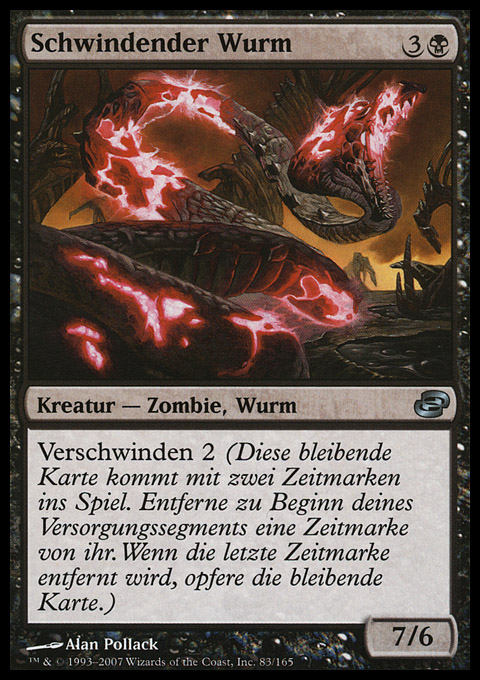 Schwindender Wurm 3
Kreatur — Zombie, Wurm
Verschwinden 2 (Diese bleibende
Karte kommt mit zwei Zeitmarken
ins Spiel. Entferne zu Beginn deines
Versorgungssegments eine Zeitmarke
von ihr. Wenn die letzte Zeitmarke
entfernt wird, opfere die bleibende
Karte.)
7/6
Alan Pollack
™ & © 1993–2007 Wizards of the Coast, Inc. 83/165